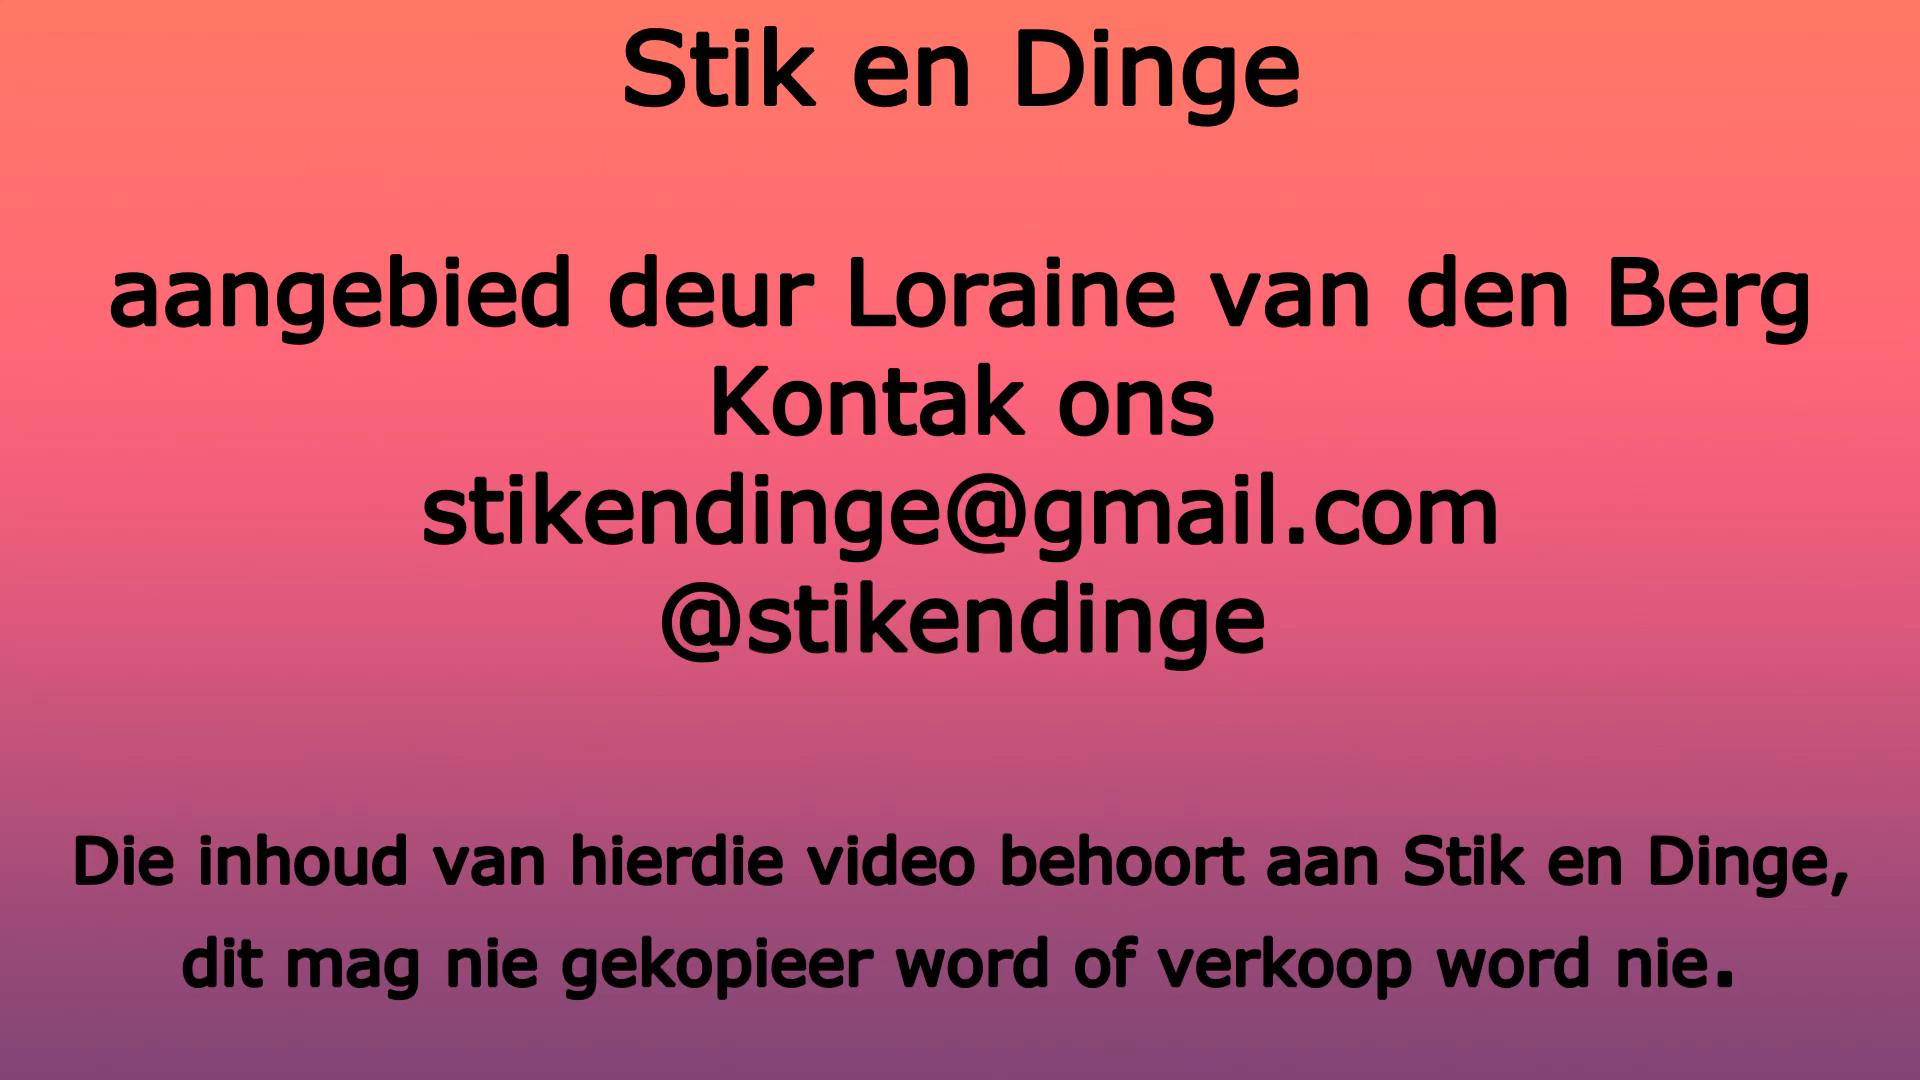 Stik en Dinge
aangebied deur Loraine van den Berg
Kontak ons
stikendinge@gmail.com
@stikendinge
Die inhoud van hierdie video behoort aan Stik en Dinge,
dit mag nie gekopieer word of verkoop word nie.